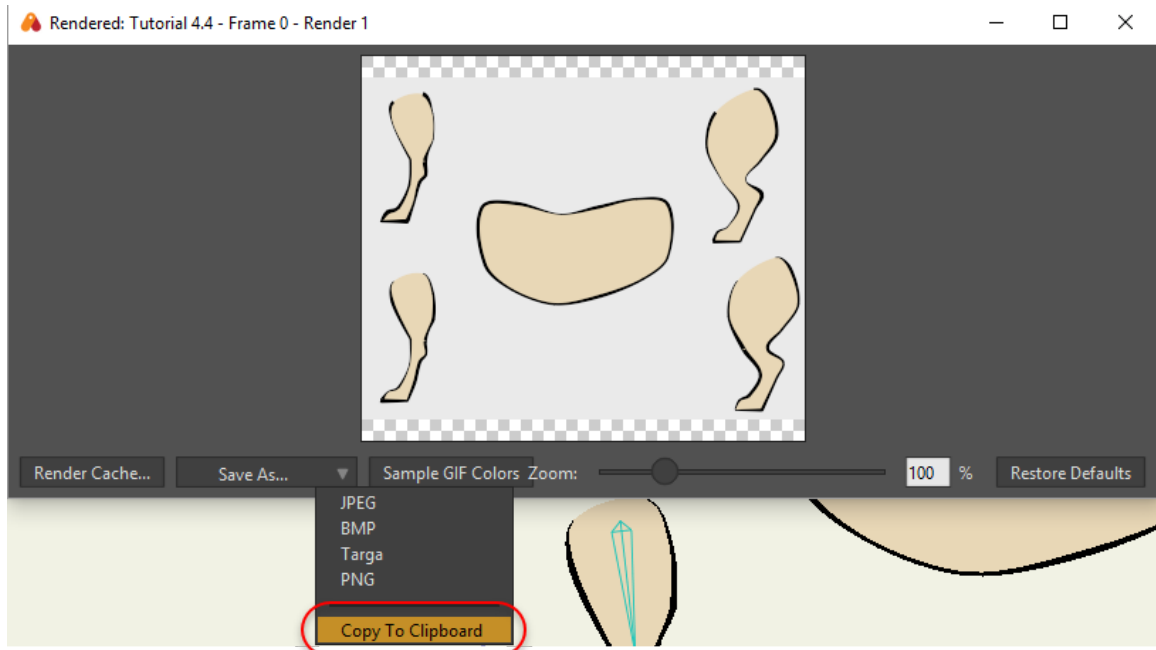 Rendered: Tutorial 4.4 - Frame 0 - Render 1
Render Cache... Save As... Sample GIF Colors Zoom: 100 % Restore Defaults
JPEG
BMP
Targa
PNG
Copy To Clipboard